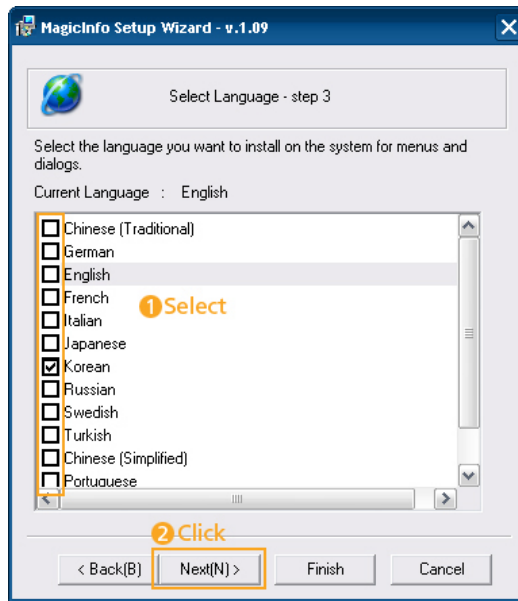 MagicInfo Setup Wizard - v.1.09
Select Language - step 3
Select the language you want to install on the system for menus and
dialogs.
Current Language : English
Chinese (Traditional)
German
English
French
1 Select
Italian
Japanese
Korean
Russian
Swedish
Turkish
Chinese (Simplified)
Portuguese
2 Click
< Back(B) Next(N) > Finish Cancel